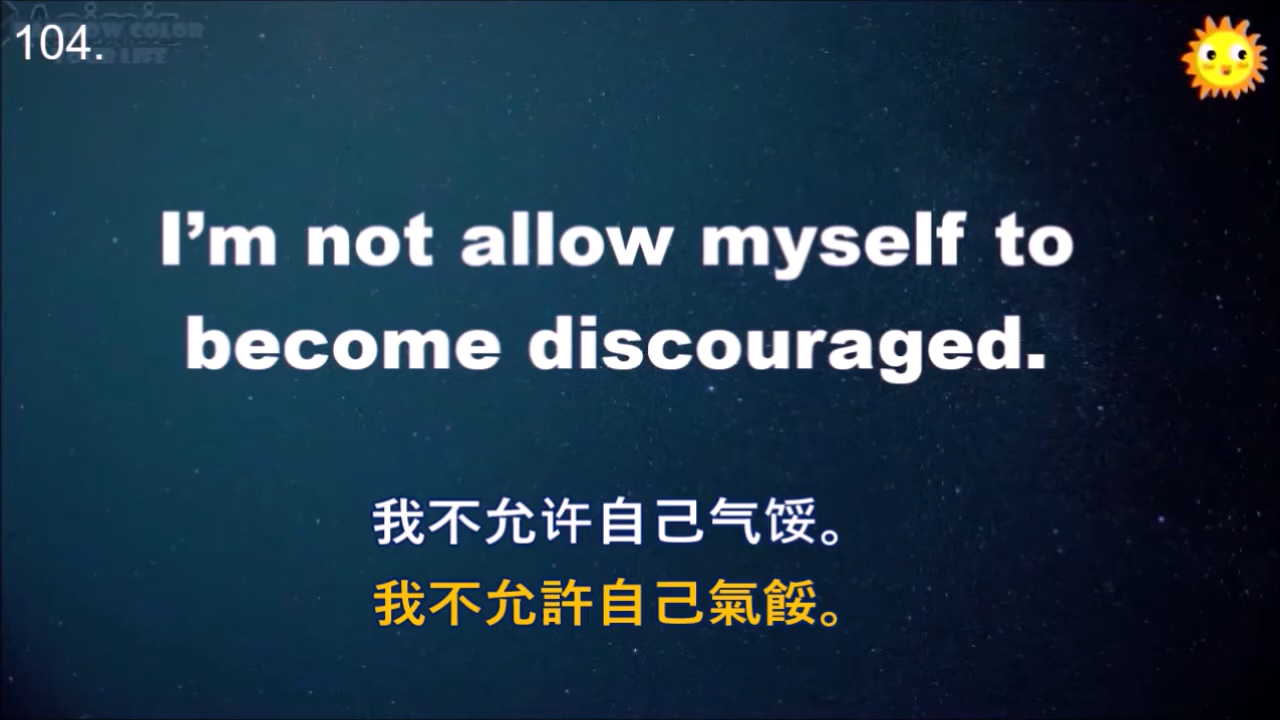 104.
I’m not allow myself to
become discouraged.
我不允许自己气馁。
我不允許自己氣餒。